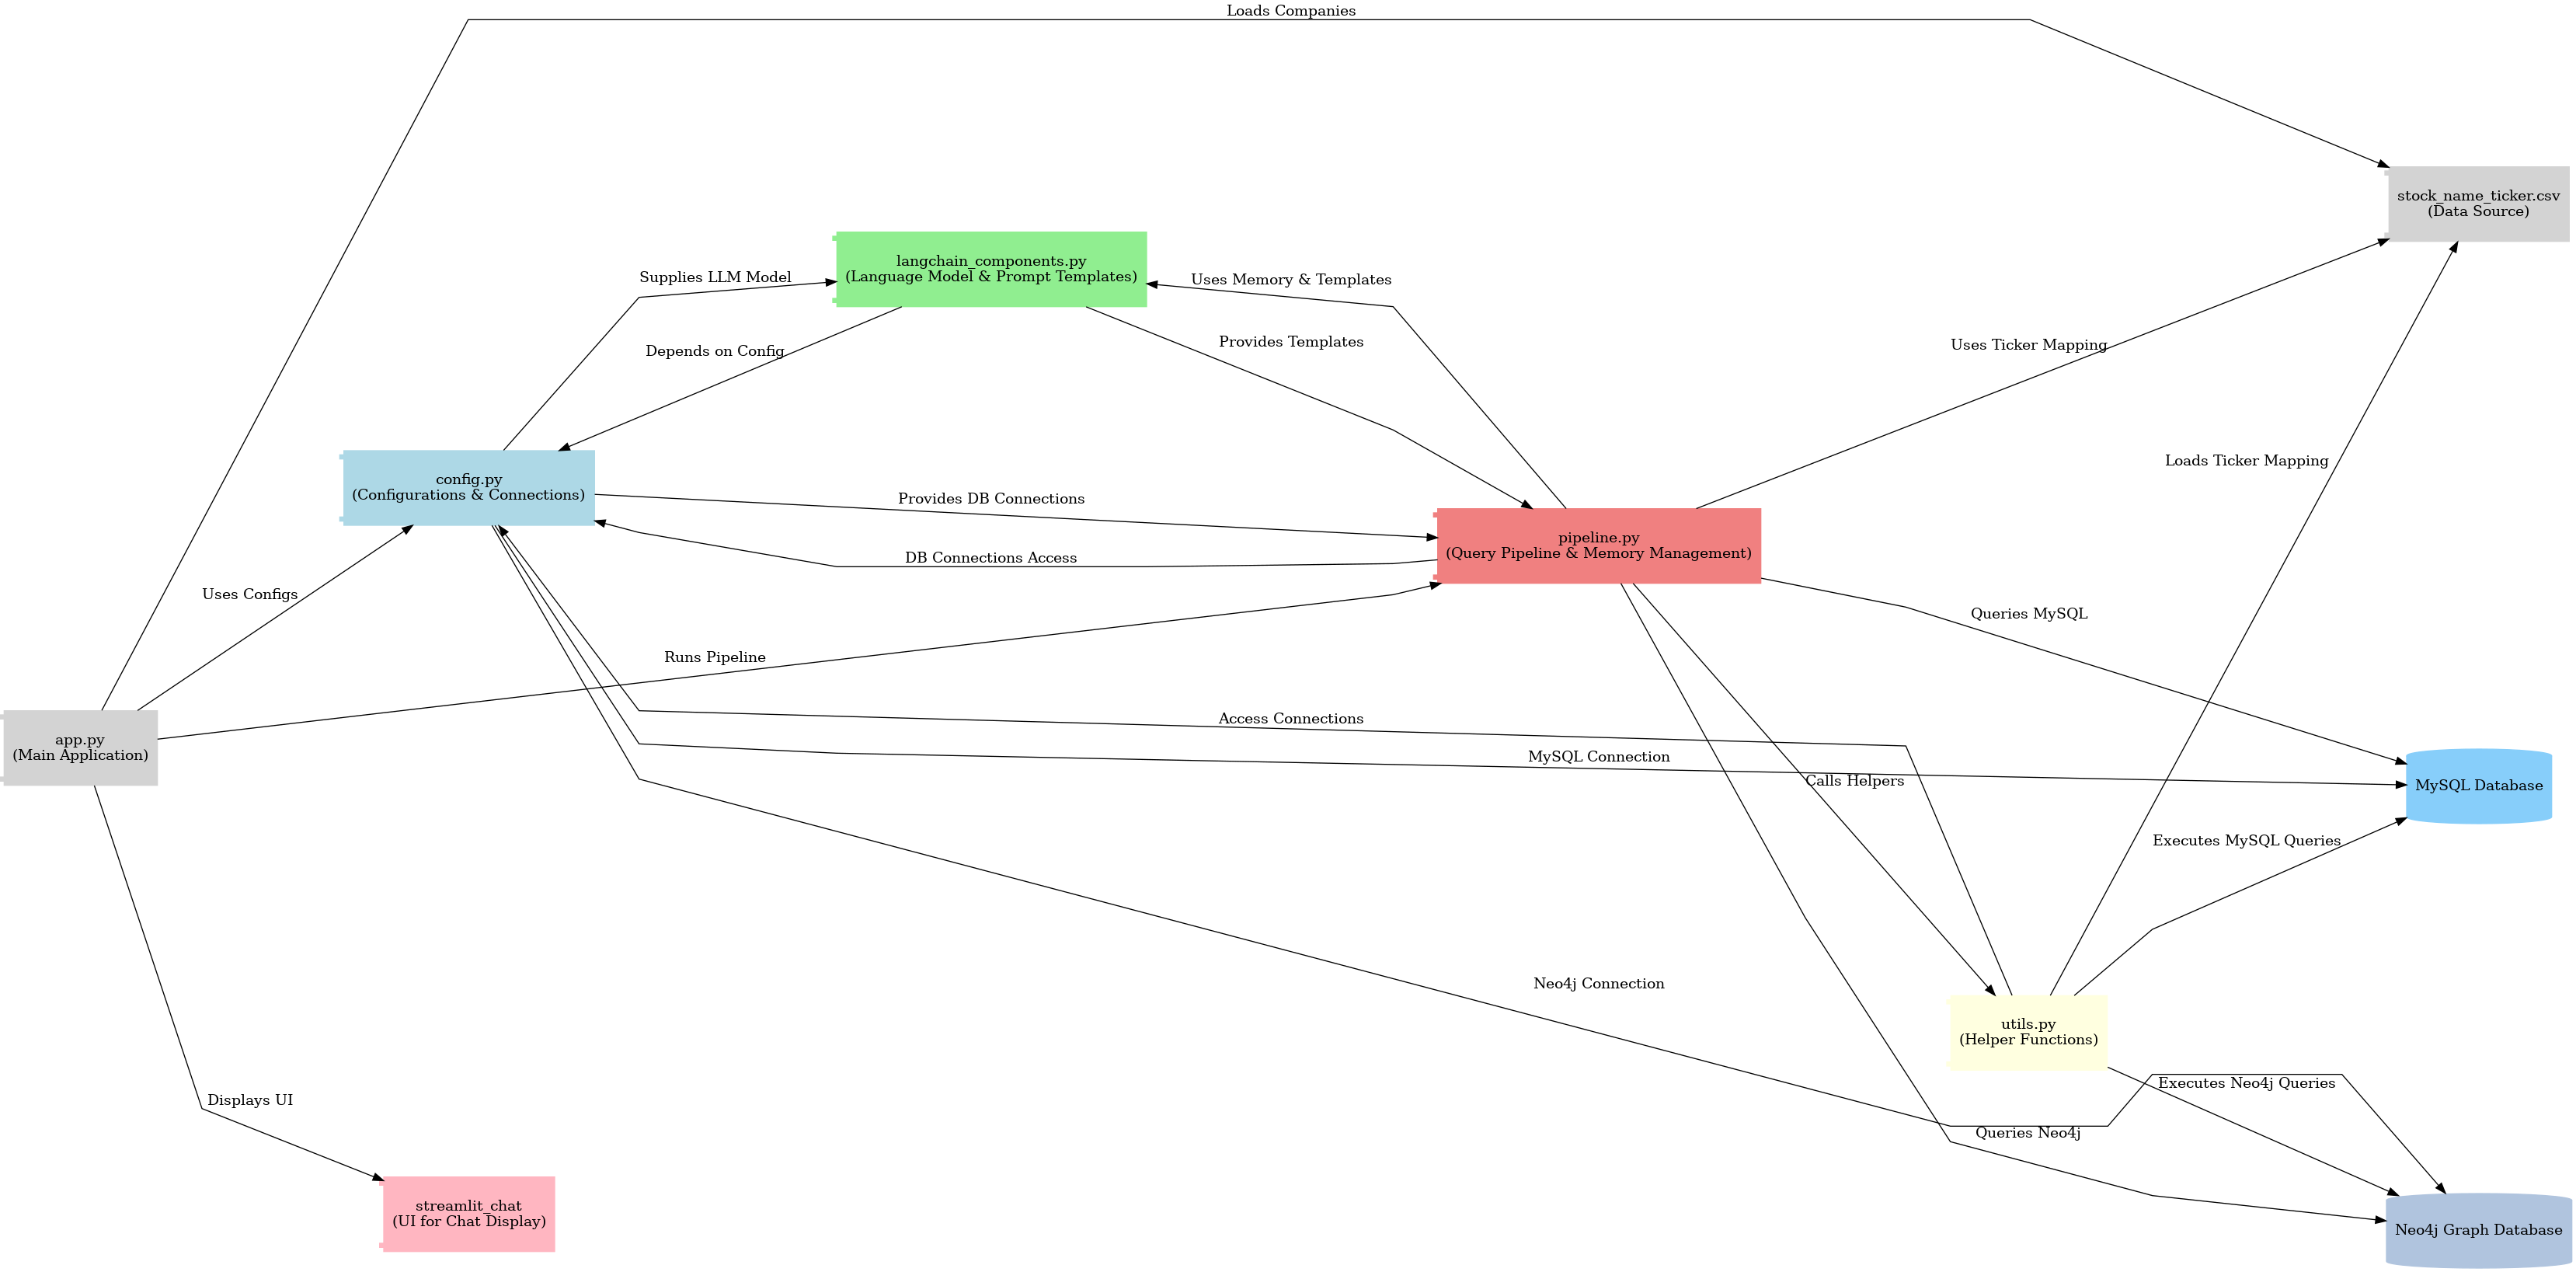 Loads Companies
stock_name_ticker.csv
(Data Source)
langchain_components.py
(Language Model & Prompt Templates)
Supplies LLM Model
Uses Memory & Templates
Depends on Config
Provides Templates
Uses Ticker Mapping
Loads Ticker Mapping
config.py
(Configurations & Connections)
Provides DB Connections
DB Connections Access
pipeline.py
(Query Pipeline & Memory Management)
Uses Configs
Queries MySQL
Runs Pipeline
app.py
(Main Application)
Access Connections
MySQL Connection
Calls Helpers
MySQL Database
Executes MySQL Queries
Neo4j Connection
utils.py
(Helper Functions)
Executes Neo4j Queries
Displays UI
Queries Neo4j
streamlit_chat
(UI for Chat Display)
Neo4j Graph Database